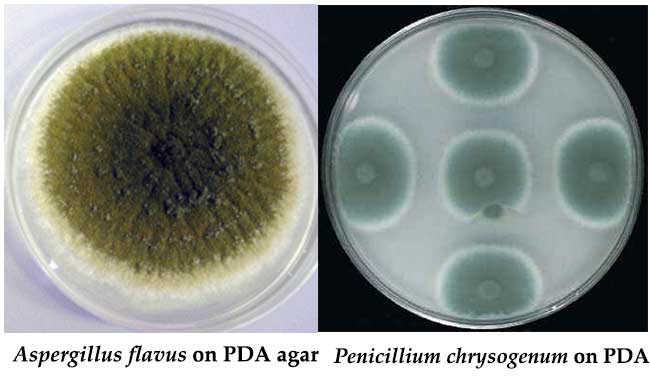 Aspergillus flavus on PDA agar
Penicillium chrysogenum on PDA